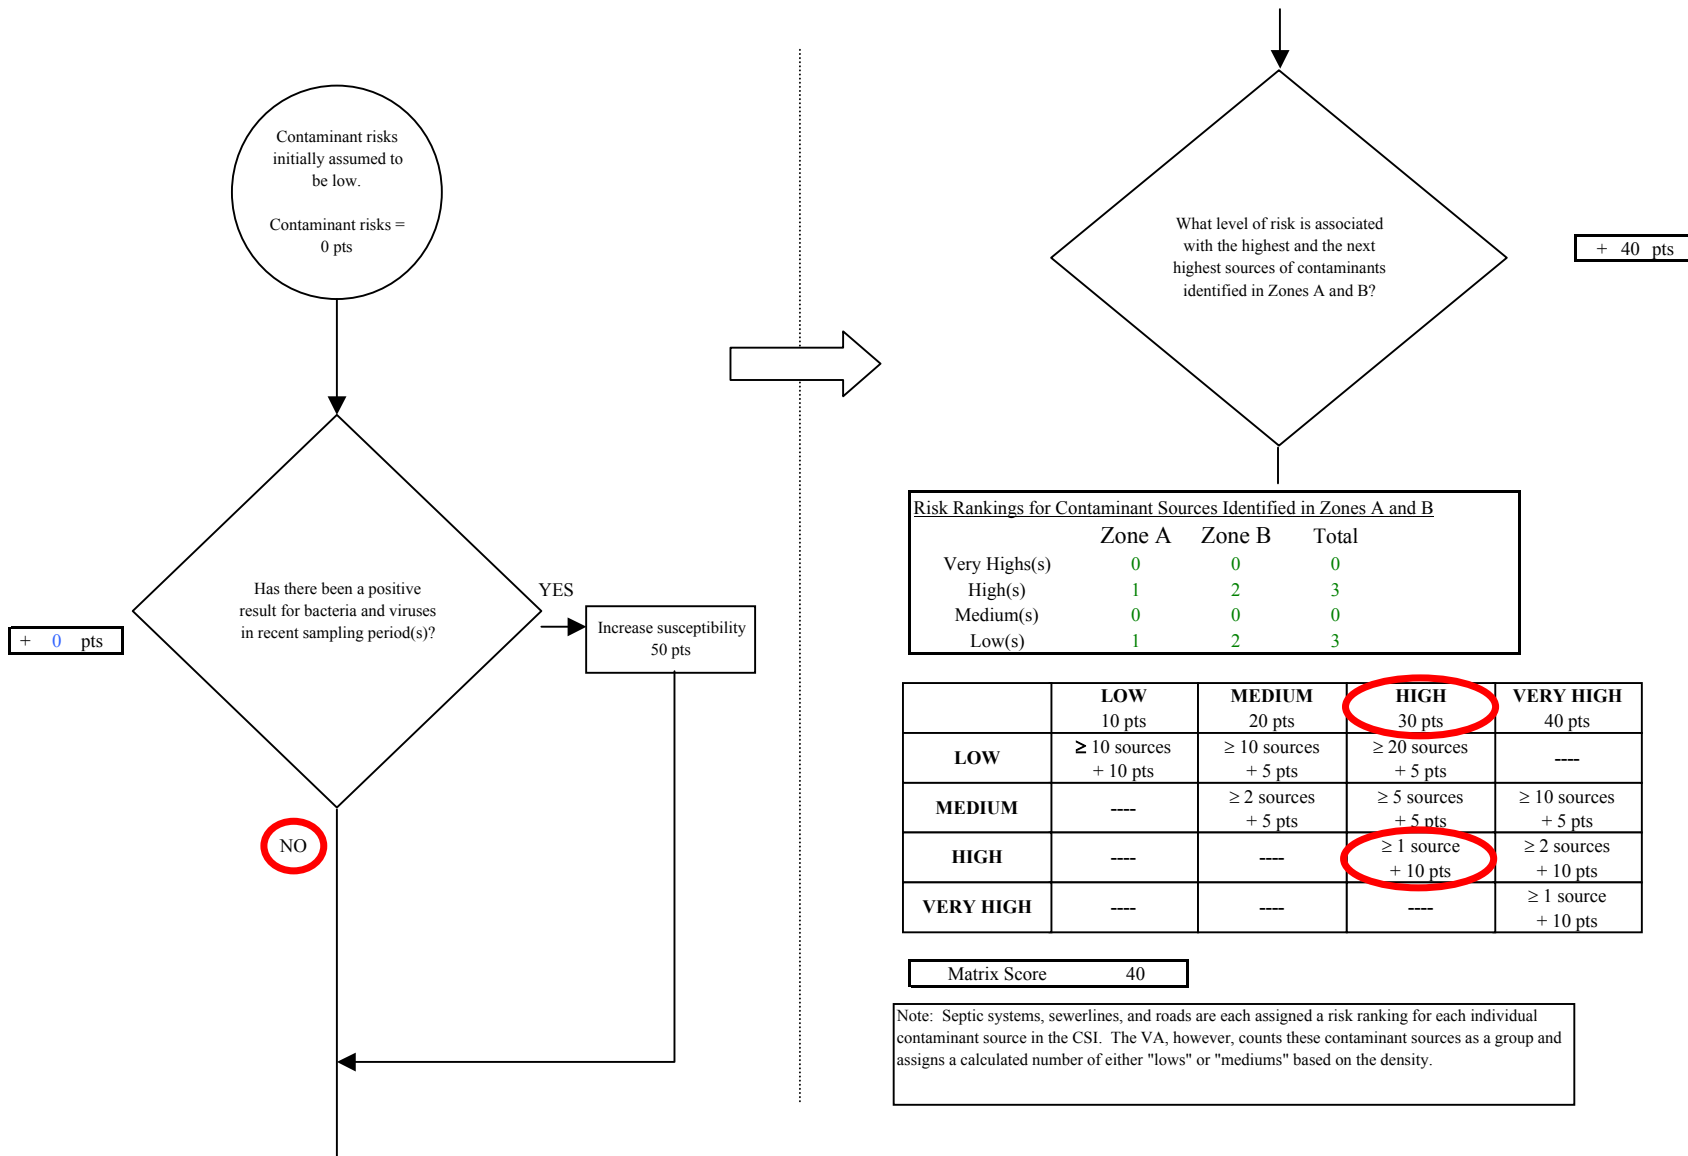 Contaminant risks
initially assumed to
be low.
Contaminant risks =
0 pts
Has there been a positive
result for bacteria and viruses
in recent sampling period(s)?
YES
+ 0 pts
Increase susceptibility
50 pts
NO
What level of risk is associated
with the highest and the next
highest sources of contaminants
identified in Zones A and B?
+ 40 pts
Risk Rankings for Contaminant Sources Identified in Zones A and B
Zone A Zone B Total
Very Highs(s) 0 0 0
High(s) 1 2 3
Medium(s) 0 0 0
Low(s) 1 2 3
LOW MEDIUM HIGH VERY HIGH
10 pts 20 pts 30 pts 40 pts
LOW ≥ 10 sources ≥ 10 sources ≥ 20 sources ----
+ 10 pts + 5 pts + 5 pts
MEDIUM ---- ≥ 2 sources ≥ 5 sources ≥ 10 sources
+ 5 pts + 5 pts + 5 pts
HIGH ---- ---- ≥ 1 source ≥ 2 sources
+ 10 pts + 10 pts
VERY HIGH ---- ---- ---- ≥ 1 source
+ 10 pts
Matrix Score 40
Note: Septic systems, sewerlines, and roads are each assigned a risk ranking for each individual
contaminant source in the CSI. The VA, however, counts these contaminant sources as a group and
assigns a calculated number of either "lows" or "mediums" based on the density.